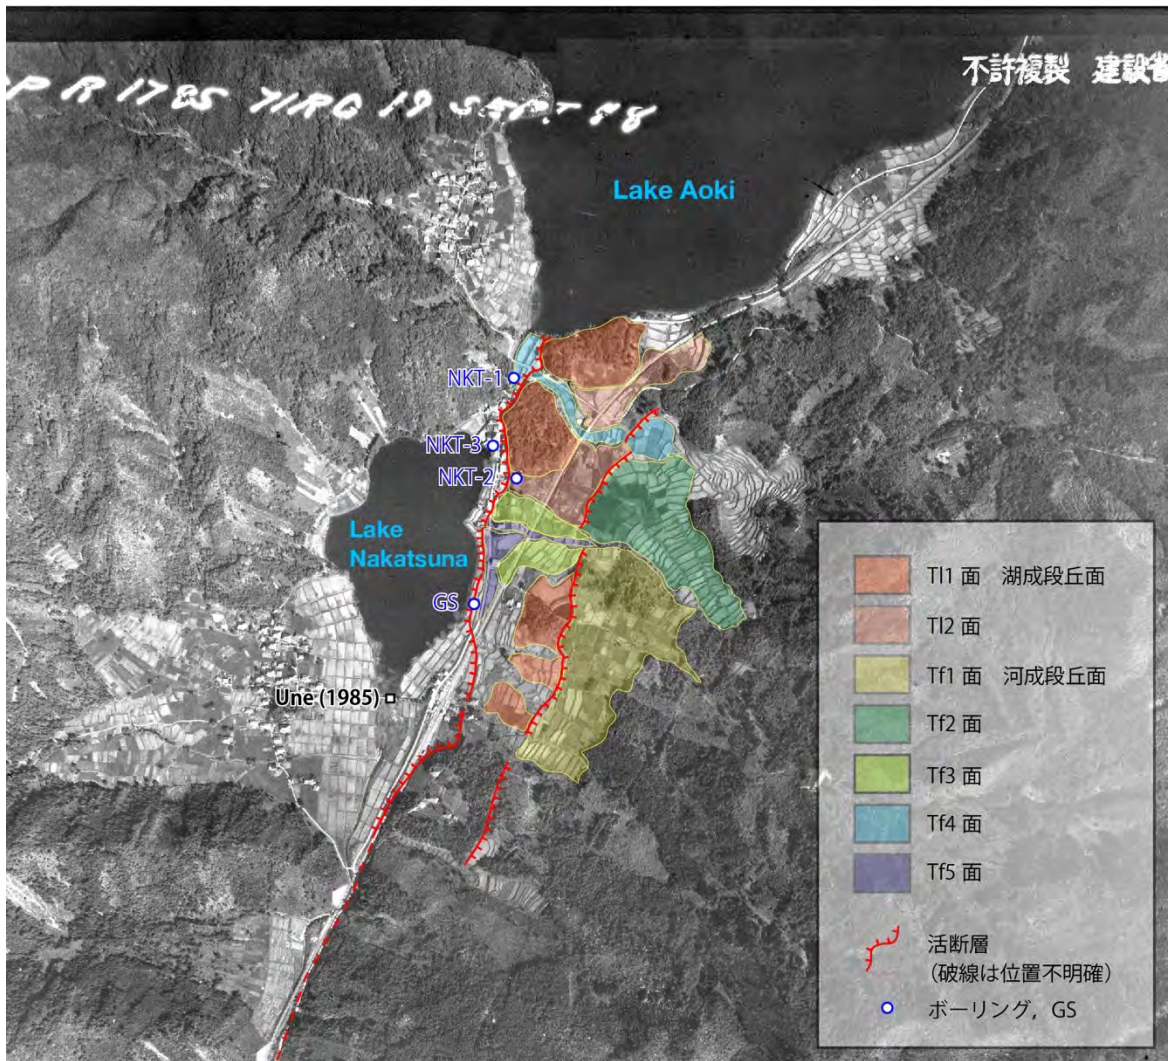 不許複製 建設省
Lake Aoki
NKT-1
NKT-3
NKT-2
Lake
Nakatsuna
GS
Une (1985)
Tl1 面 湖成段丘面
Tl2 面
Tf1 面 河成段丘面
Tf2 面
Tf3 面
Tf4 面
Tf5 面
活断層
(破線は位置不明確)
ボーリング, GS